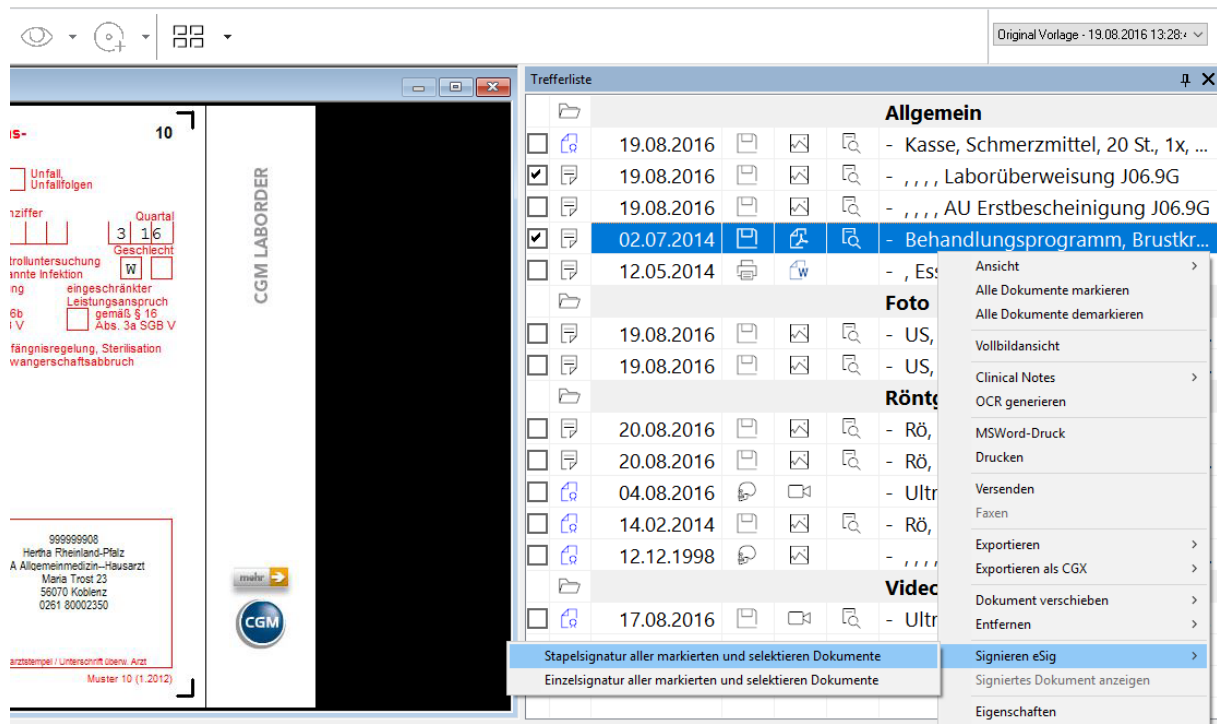 Original Vorlage - 19.08.2016 13:28:
Trefferliste
10
Unfall,
Unfallfolgen
Quartal
3 16
Geschlecht
W
eingeschränkter
Leistungsanspruch
gemäß § 16
Abs. 3a SGB V
CGM LABORDER
999999908
Hertha Rheinland-Pfalz
A Allgemeinmedizin--Hausarzt
Maria Trost 23
56070 Koblenz
0261 80002350
Muster 10 (1.2012)
mehr
CGM
Allgemein
19.08.2016 - Kasse, Schmerzmittel, 20 St., 1x, ...
19.08.2016 - , , , , Laborüberweisung J06.9G
19.08.2016 - , , , , AU Erstbescheinigung J06.9G
02.07.2014 - Behandlungsprogramm, Brustkr...
12.05.2014 - ,
Foto
19.08.2016 - US,
19.08.2016 - US,
20.08.2016 - Rö,
20.08.2016 - Rö,
04.08.2016
14.02.2014 - Rö,
12.12.1998 - , , , ,
17.08.2016
Ansicht
Alle Dokumente markieren
Alle Dokumente demarkieren
Vollbildansicht
Clinical Notes
OCR generieren
MSWord-Druck
Drucken
Versenden
Faxen
Exportieren
Exportieren als CGX
Dokument verschieben
Entfernen
Signieren eSig
Signiertes Dokument anzeigen
Eigenschaften
Stapelsignatur aller markierten und selektieren Dokumente
Einzelsignatur aller markierten und selektieren Dokumente